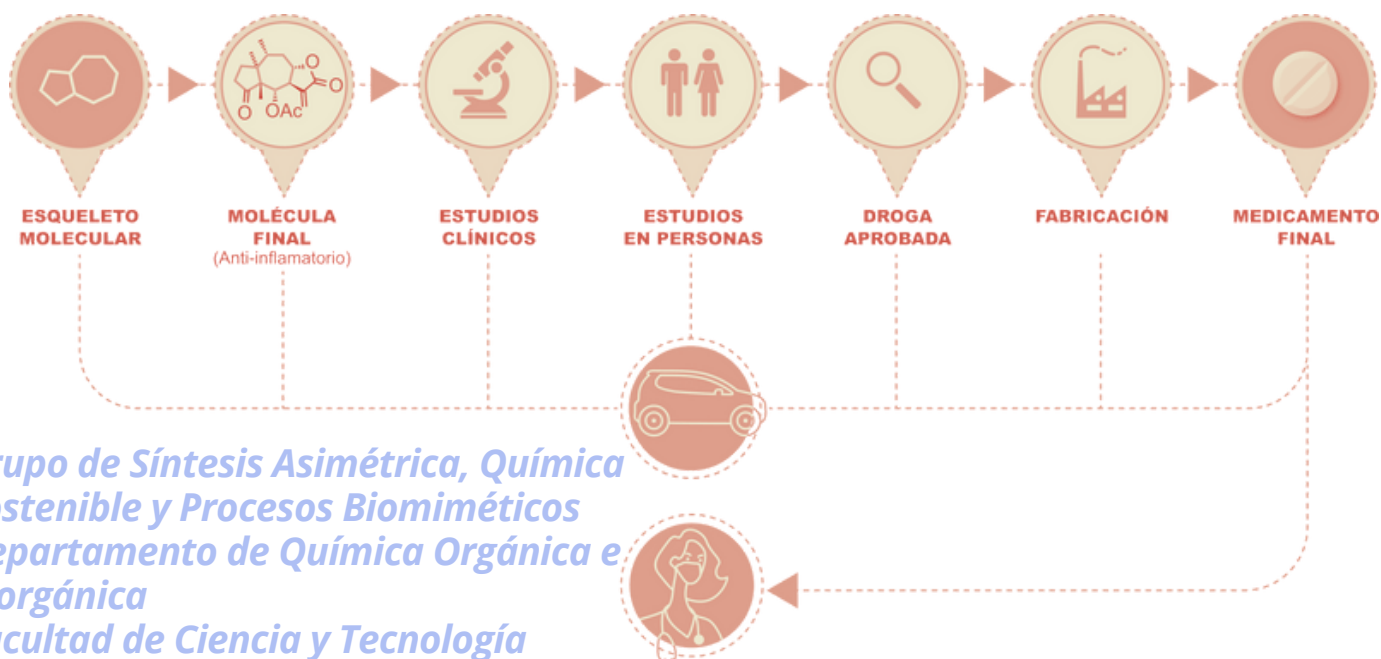 O
O
O
OAc
ESQUELETO
MOLECULAR
MOLÉCULA
FINAL
(Anti-inflamatorio)
ESTUDIOS
CLÍNICOS
ESTUDIOS
EN PERSONAS
DROGA
APROBADA
FABRICACIÓN
MEDICAMENTO
FINAL
rupo de Síntesis Asimétrica, Química
ostenible y Procesos Biomiméticos
epartamento de Química Orgánica e
orgánica
acultad de Ciencia y Tecnología